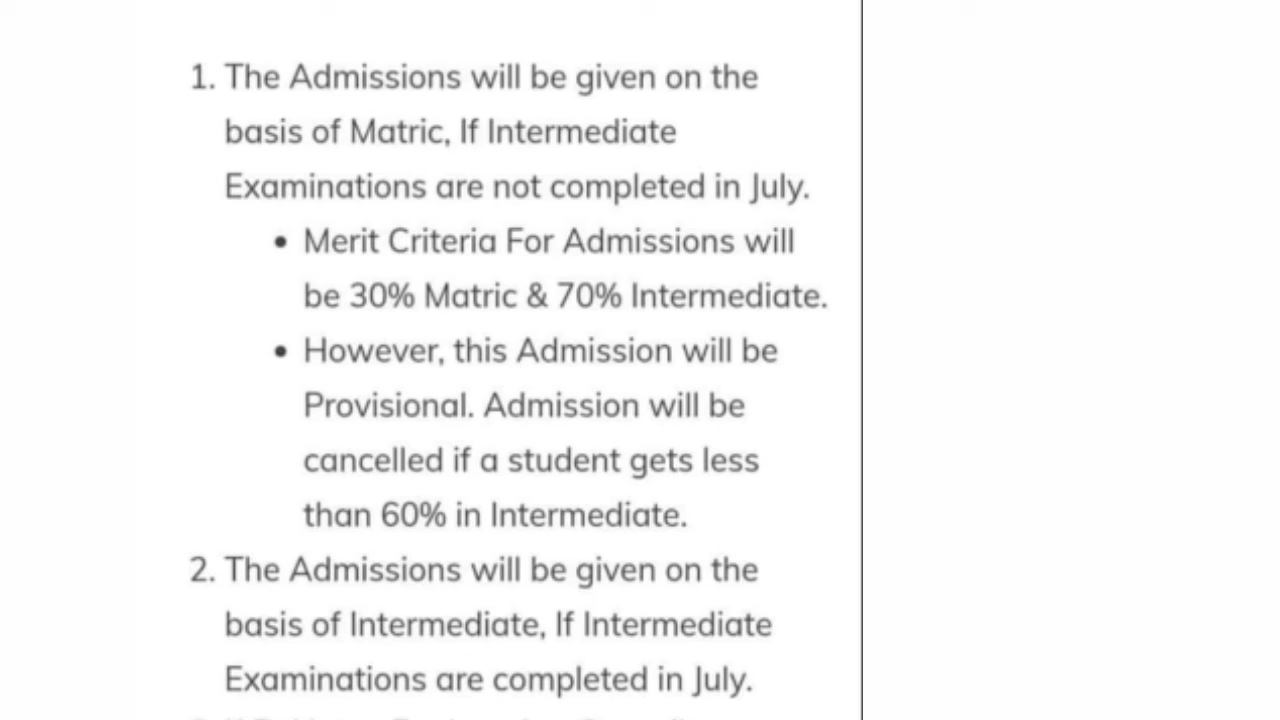 1. The Admissions will be given on the
basis of Matric, If Intermediate
Examinations are not completed in July.
• Merit Criteria For Admissions will
be 30% Matric & 70% Intermediate.
• However, this Admission will be
Provisional. Admission will be
cancelled if a student gets less
than 60% in Intermediate.
2. The Admissions will be given on the
basis of Intermediate, If Intermediate
Examinations are completed in July.